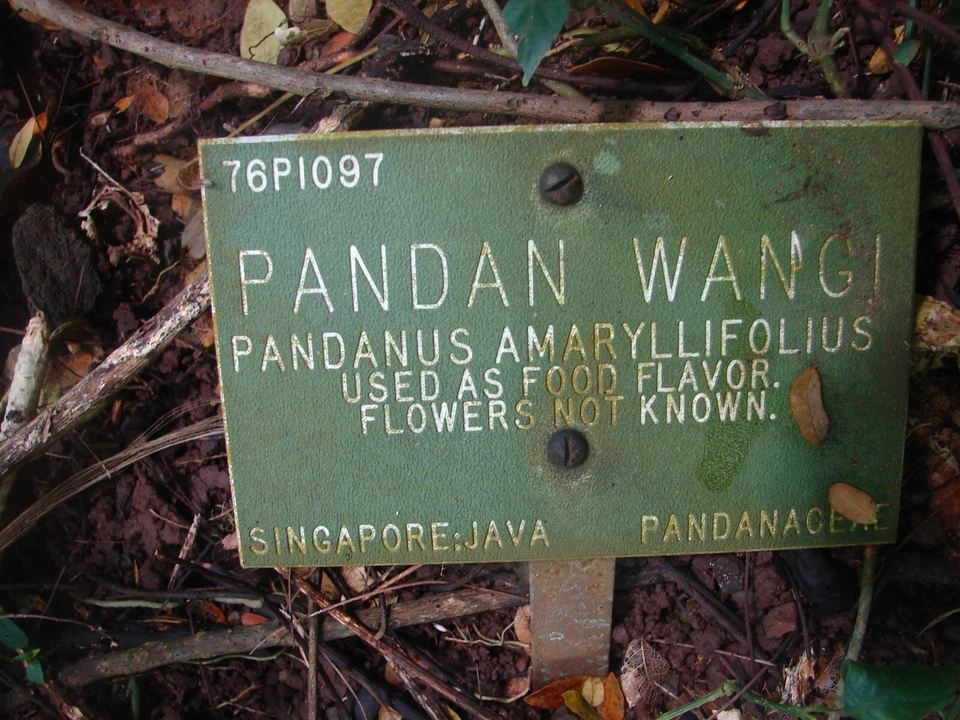 76P1097
PANDAN WANGI
PANDANUS AMARYLLIFOLIUS
USED AS FOOD FLAVOR.
FLOWERS NOT KNOWN.
SINGAPORE:JAVA
PANDANACEAE